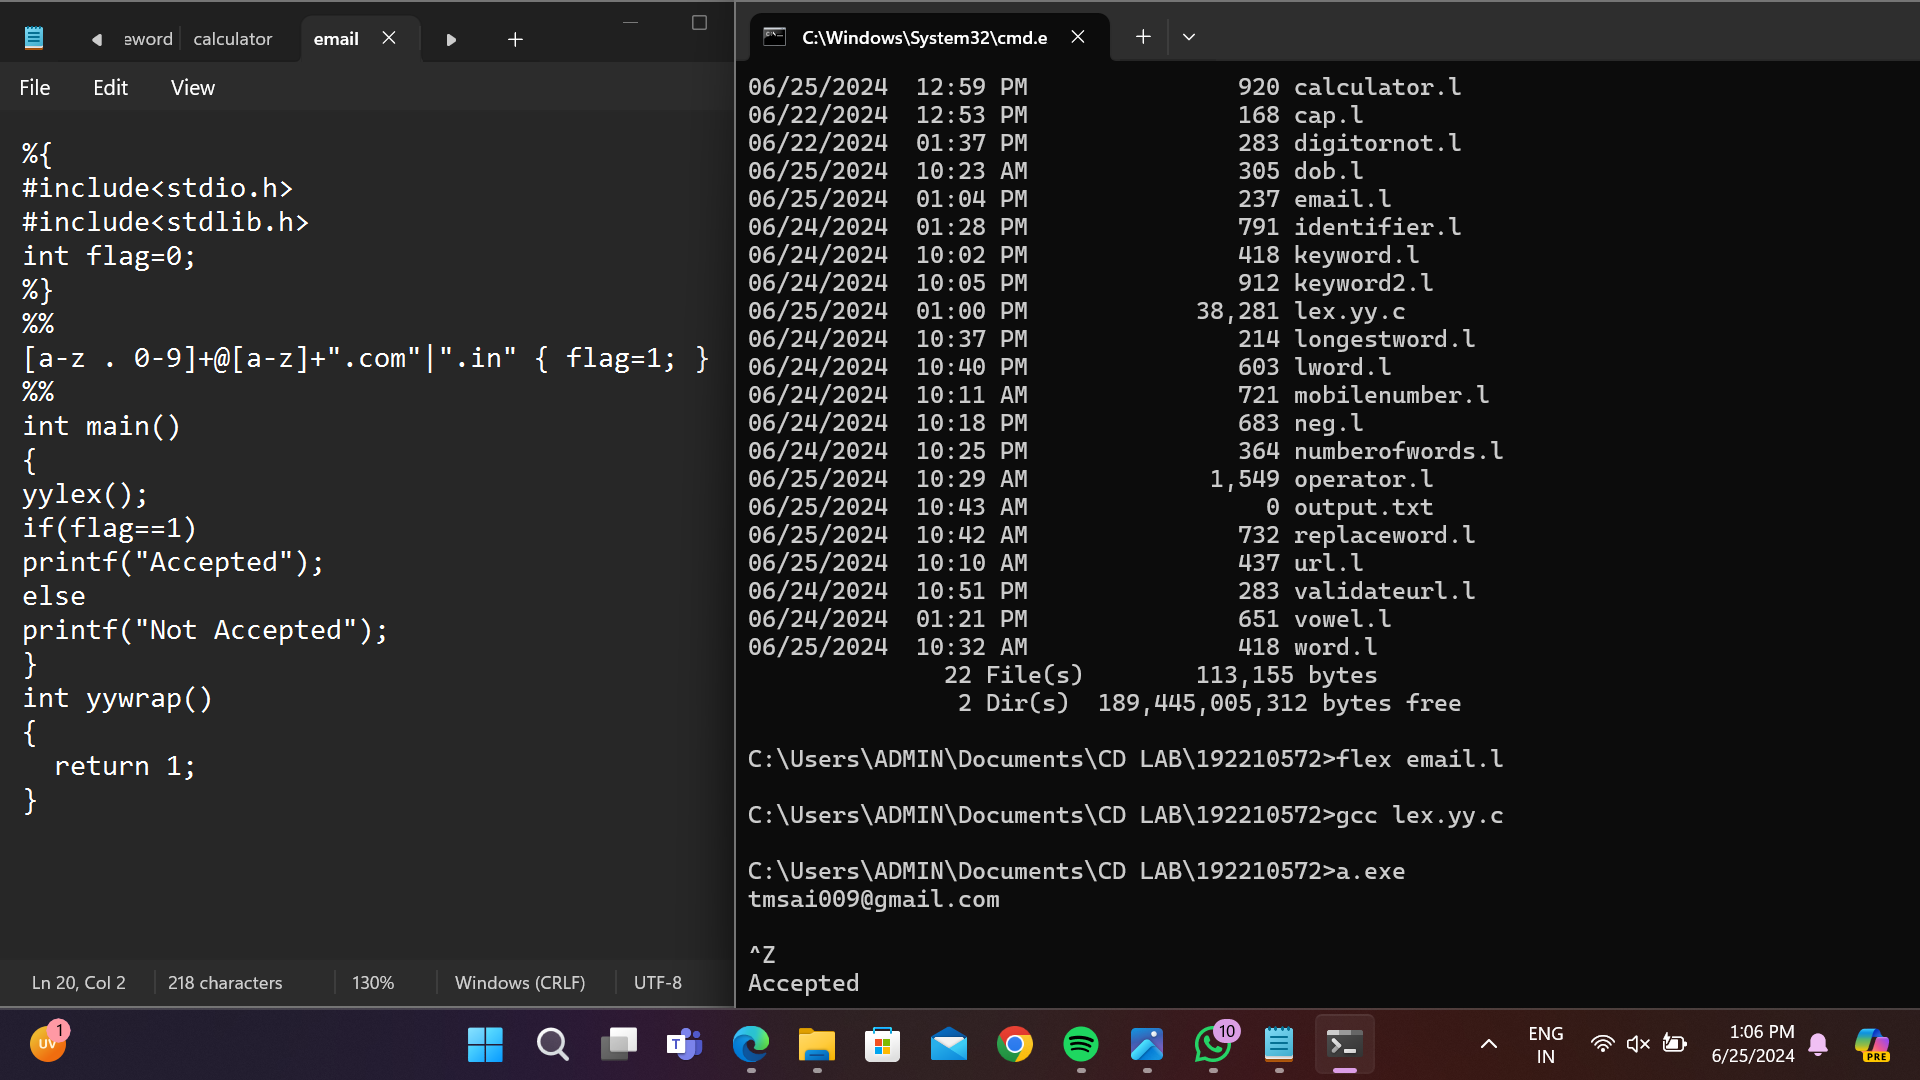 eword
calculator
email
File
Edit
View
%{
#include<stdio.h>
#include<stdlib.h>
int flag=0;
%}
%%
[a-z . 0-9]+@[a-z]+".com"|".in" { flag=1; }
%%
int main()
{
yylex();
if(flag==1)
printf("Accepted");
else
printf("Not Accepted");
}
int yywrap()
{
  return 1;
}
Ln 20, Col 2
218 characters
130%
Windows (CRLF)
UTF-8
C:\Windows\System32\cmd.e
06/25/2024  12:59 PM               920 calculator.l
06/22/2024  12:53 PM               168 cap.l
06/22/2024  01:37 PM               283 digitornot.l
06/25/2024  10:23 AM               305 dob.l
06/25/2024  01:04 PM               237 email.l
06/24/2024  01:28 PM               791 identifier.l
06/24/2024  10:02 PM               418 keyword.l
06/24/2024  10:05 PM               912 keyword2.l
06/25/2024  01:00 PM            38,281 lex.yy.c
06/24/2024  10:37 PM               214 longestword.l
06/24/2024  10:40 PM               603 lword.l
06/24/2024  10:11 AM               721 mobilenumber.l
06/24/2024  10:18 PM               683 neg.l
06/24/2024  10:25 PM               364 numberofwords.l
06/25/2024  10:29 AM             1,549 operator.l
06/25/2024  10:43 AM                 0 output.txt
06/25/2024  10:42 AM               732 replaceword.l
06/25/2024  10:10 AM               437 url.l
06/24/2024  10:51 PM               283 validateurl.l
06/24/2024  01:21 PM               651 vowel.l
06/25/2024  10:32 AM               418 word.l
              22 File(s)        113,155 bytes
               2 Dir(s)  189,445,005,312 bytes free
C:\Users\ADMIN\Documents\CD LAB\192210572>flex email.l
C:\Users\ADMIN\Documents\CD LAB\192210572>gcc lex.yy.c
C:\Users\ADMIN\Documents\CD LAB\192210572>a.exe
tmsai009@gmail.com
^Z
Accepted
UV
1
T
10
ENG
IN
1:06 PM
6/25/2024
PRE